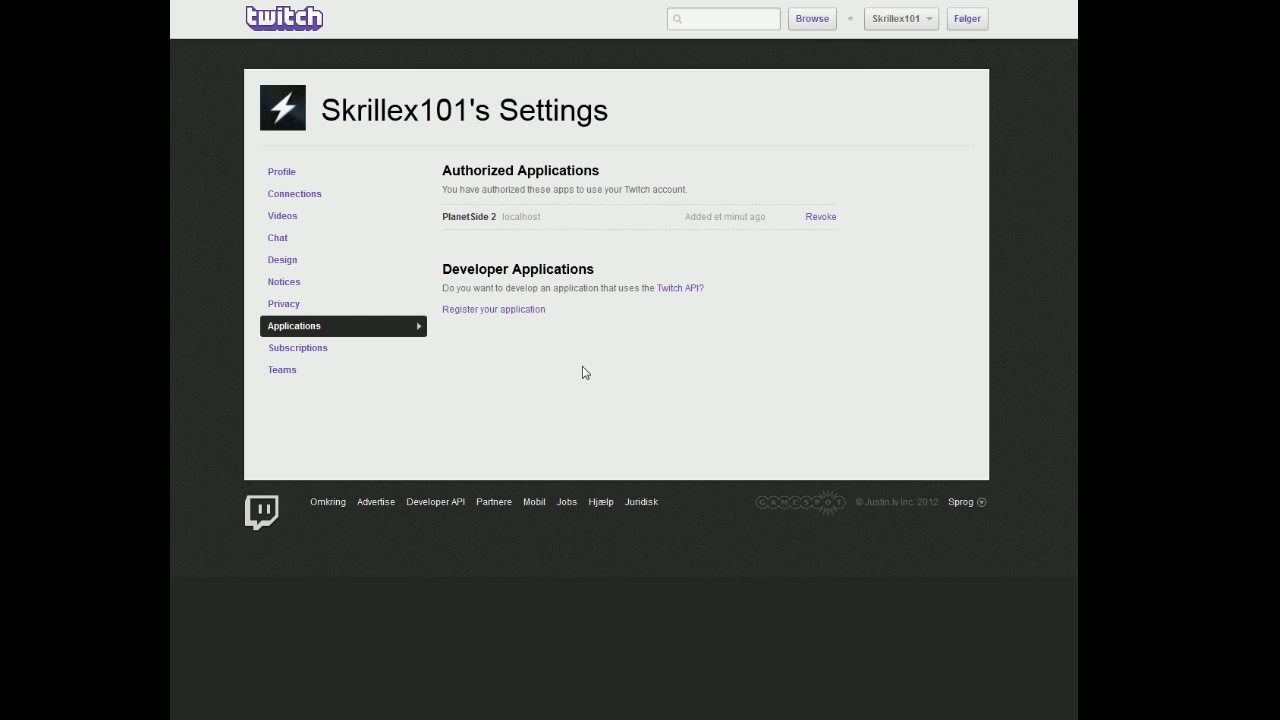 twitch
Browse
Skrillex101
Følger
Skrillex101's Settings
Profile
Connections
Videos
Chat
Design
Notices
Privacy
Applications
Subscriptions
Teams
Authorized Applications
You have authorized these apps to use your Twitch account.
PlanetSide 2 localhost Added et minut ago Revoke
Developer Applications
Do you want to develop an application that uses the Twitch API?
Register your application
Omkring Advertise Developer API Partnere Mobil Jobs Hjælp Juridisk
GAMESPOT
© Justin.tv Inc. 2012
Sprog